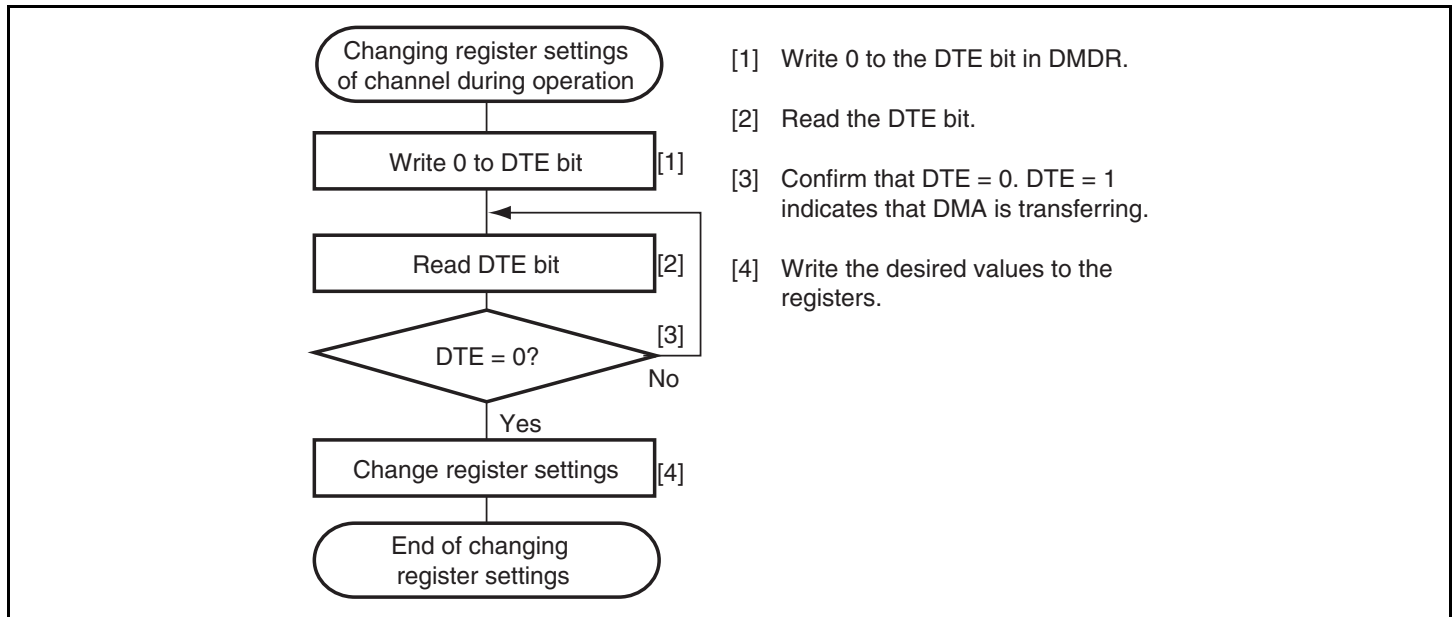 Changing register settings
of channel during operation
Write 0 to DTE bit
[1]
Read DTE bit
[2]
DTE = 0?
[3]
No
Yes
Change register settings
[4]
End of changing
register settings
[1] Write 0 to the DTE bit in DMDR.
[2] Read the DTE bit.
[3] Confirm that DTE = 0. DTE = 1
indicates that DMA is transferring.
[4] Write the desired values to the
registers.